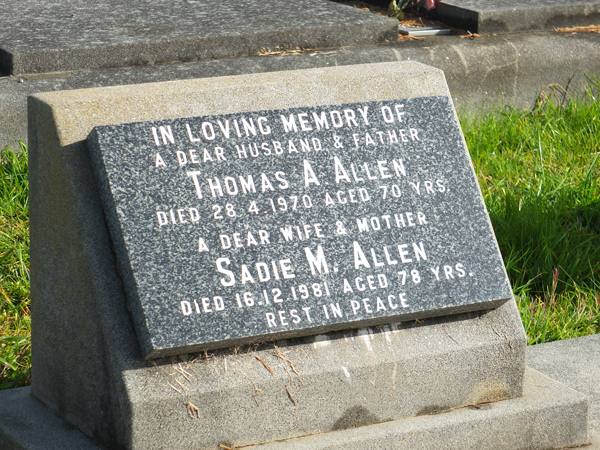 IN LOVING MEMORY OF
A DEAR HUSBAND & FATHER
THOMAS A. ALLEN
DIED 28.4.1970 AGED 70 YRS.
A DEAR WIFE & MOTHER
SADIE M. ALLEN
DIED 16.12.1981 AGED 78 YRS.
REST IN PEACE